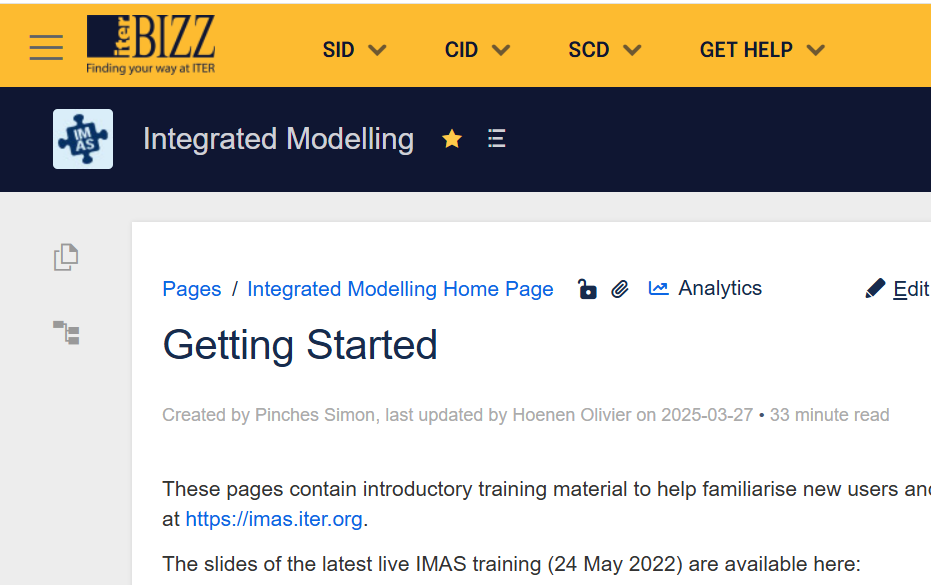 iter BIZZ
Finding your way at ITER
SID
CID
SCD
GET HELP
IM
AS
Integrated Modelling
Pages / Integrated Modelling Home Page
Analytics
Edit
Getting Started
Created by Pinches Simon, last updated by Hoenen Olivier on 2025-03-27 • 33 minute read
These pages contain introductory training material to help familiarise new users and
at https://imas.iter.org.
The slides of the latest live IMAS training (24 May 2022) are available here: